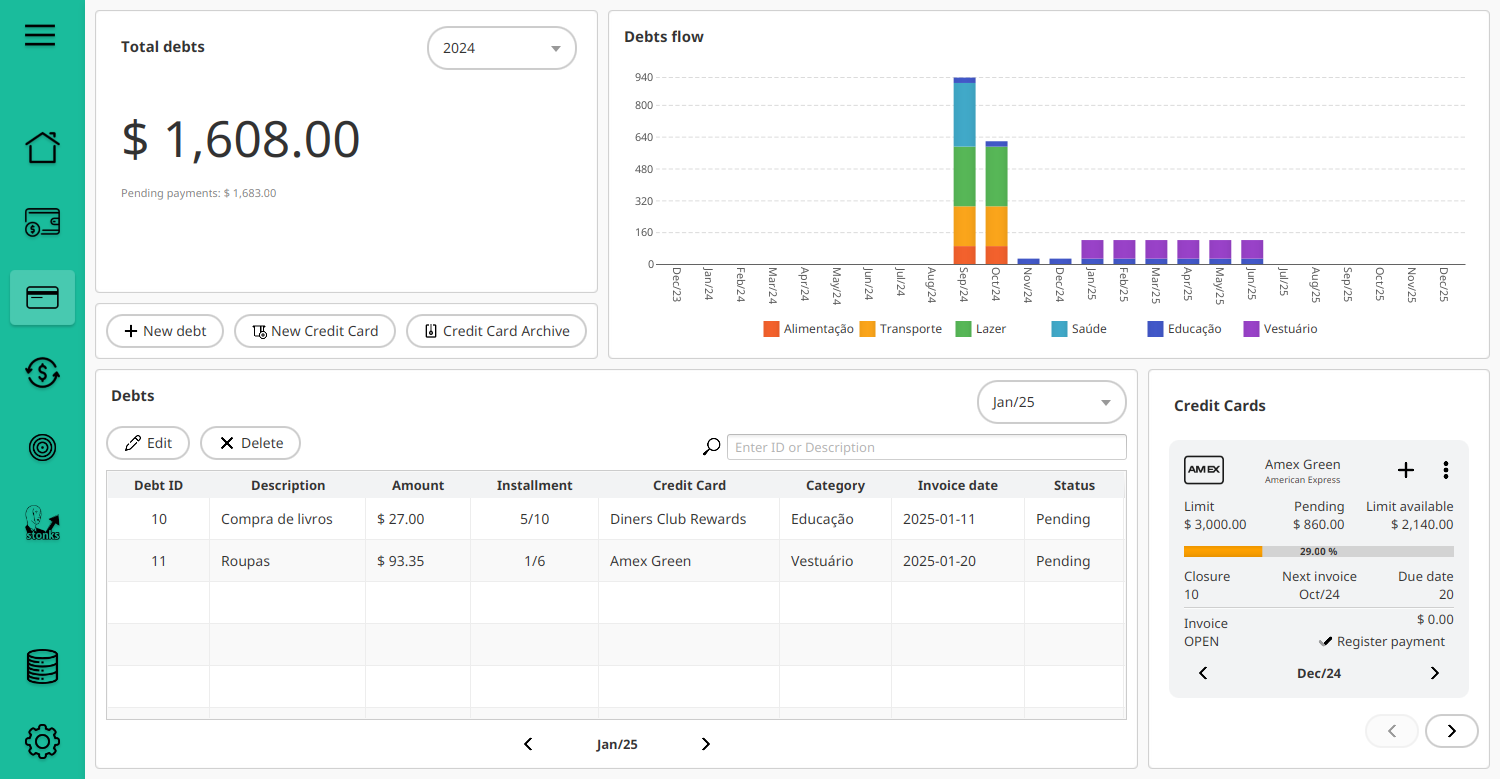 Total debts
2024
$ 1,608.00
Pending payments: $ 1,683.00
New debt
New Credit Card
Credit Card Archive
Debts flow
940
800
640
480
320
160
0
Dec/23 Jan/24 Feb/24 Mar/24 Apr/24 May/24 Jun/24 Jul/24 Aug/24 Sep/24 Oct/24 Nov/24 Dec/24 Jan/25 Feb/25 Mar/25 Apr/25 May/25 Jun/25 Jul/25 Aug/25 Sep/25 Oct/25 Nov/25 Dec/25
Alimentação Transporte Lazer Saúde Educação Vestuário
stonks
Debts
Jan/25
Edit
Delete
Enter ID or Description
Debt ID Description Amount Installment Credit Card Category Invoice date Status
10 Compra de livros $ 27.00 5/10 Diners Club Rewards Educação 2025-01-11 Pending
11 Roupas $ 93.35 1/6 Amex Green Vestuário 2025-01-20 Pending
Jan/25
Credit Cards
AMEX
Amex Green
American Express
Limit Pending Limit available
$ 3,000.00 $ 860.00 $ 2,140.00
29.00 %
Closure Next invoice Due date
10 Oct/24 20
Invoice $ 0.00
OPEN Register payment
Dec/24